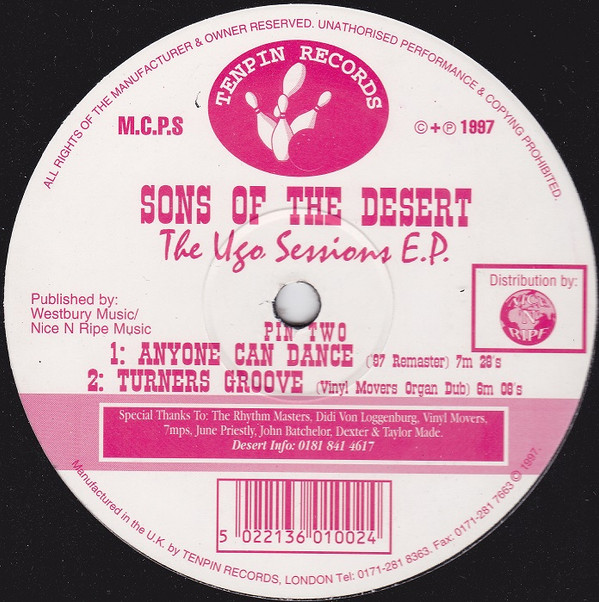 ALL RIGHTS OF THE MANUFACTURER & OWNER RESERVED. UNATHORISED PERFORMANCE & COPYING PROHIBITED.
TENPIN RECORDS
M.C.P.S
© + ℗ 1997
SONS OF THE DESERT
The Ugo Sessions E.P.
Distribution by:
NICE
'N'
RIPE
Published by:
Westbury Music/
Nice N Ripe Music
PIN TWO
1: ANYONE CAN DANCE ('97 Remaster) 7m 26's
2: TURNERS GROOVE (Vinyl Movers Organ Dub) 6m 08's
Special Thanks To: The Rhythm Masters, Didi Von Loggenburg, Vinyl Movers,
7mps, June Priestly, John Batchelor, Dexter & Taylor Made.
Desert Info: 0181 841 4617
5 022136 010024
Manufactured in the U.K. by TENPIN RECORDS, LONDON Tel: 0171-281 8363. Fax: 0171-281 7663 © 1997.